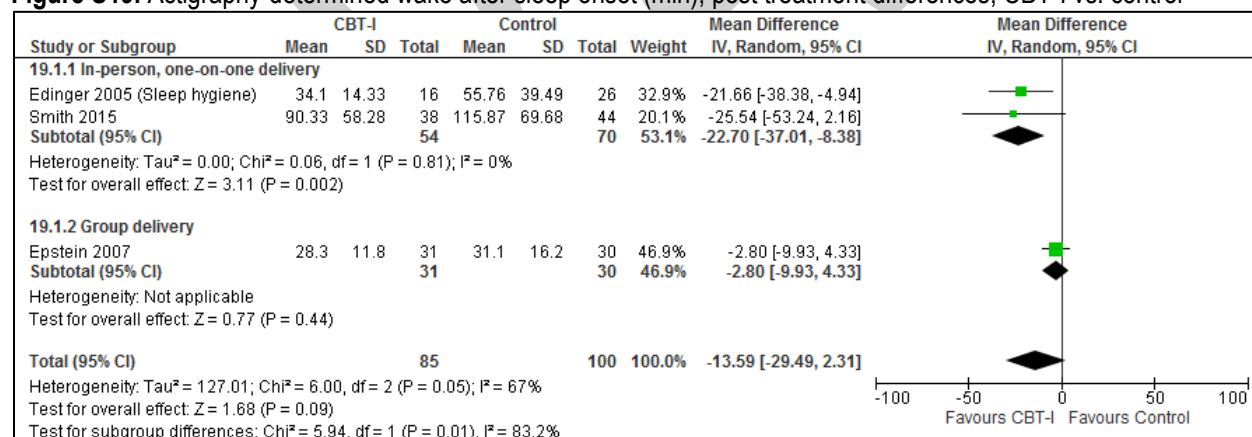 Figure S19. Actigraphy-determined wake after sleep onset (min), post-treatment differences, CBT-I vs. control
CBT-I Control Mean Difference Mean Difference
Study or Subgroup Mean SD Total Mean SD Total Weight IV, Random, 95% CI IV, Random, 95% CI
19.1.1 In-person, one-on-one delivery
Edinger 2005 (Sleep hygiene) 34.1 14.33 16 55.76 39.49 26 32.9% -21.66 [-38.38, -4.94]
Smith 2015 90.33 58.28 38 115.87 69.68 44 20.1% -25.54 [-53.24, 2.16]
Subtotal (95% CI) 54 70 53.1% -22.70 [-37.01, -8.38]
Heterogeneity: Tau² = 0.00; Chi² = 0.06, df = 1 (P = 0.81); I² = 0%
Test for overall effect: Z = 3.11 (P = 0.002)
19.1.2 Group delivery
Epstein 2007 28.3 11.8 31 31.1 16.2 30 46.9% -2.80 [-9.93, 4.33]
Subtotal (95% CI) 31 30 46.9% -2.80 [-9.93, 4.33]
Heterogeneity: Not applicable
Test for overall effect: Z = 0.77 (P = 0.44)
Total (95% CI) 85 100 100.0% -13.59 [-29.49, 2.31]
Heterogeneity: Tau² = 127.01; Chi² = 6.00, df = 2 (P = 0.05); I² = 67%
Test for overall effect: Z = 1.68 (P = 0.09)
Test for subgroup differences: Chi² = 5.94, df = 1 (P = 0.01), I² = 83.2%
-100 -50 0 50 100
Favours CBT-I Favours Control